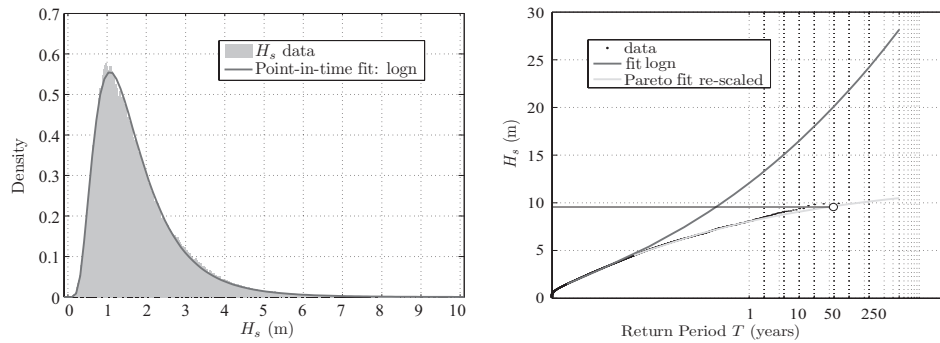 0.7
0.6
0.5
0.4
0.3
0.2
0.1
0
Density
H_s data
Point-in-time fit: logn
0 1 2 3 4 5 6 7 8 9 10
H_s (m)
30
25
20
15
10
5
0
H_s (m)
data
fit logn
Pareto fit re-scaled
1 10 50 250
Return Period T (years)